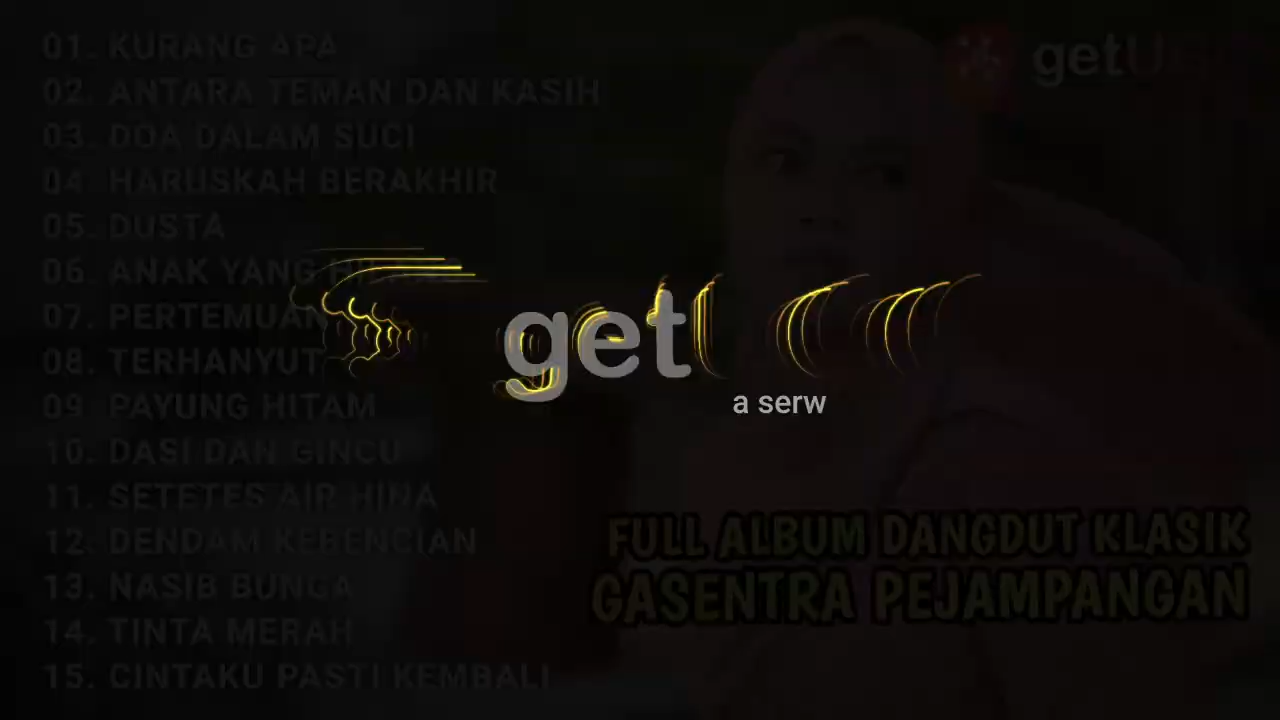 01. KURANG APA
02. ANTARA TEMAN DAN KASIH
03. DOA DALAM SUCI
04. HARUSKAH BERAKHIR
05. DUSTA
06. ANAK YANG
07. PERTEMUAN
08. TERHANYUT
09. PAYUNG HITAM
10. DASI DAN GINCU
11. SETETES AIR HINA
12. DENDAM KEBENCIAN
13. NASIB BUNGA
14. TINTA MERAH
15. CINTAKU PASTI KEMBALI
get
get
a serw
FULL ALBUM DANGDUT KLASIK
GASENTRA PEJAMPANGAN